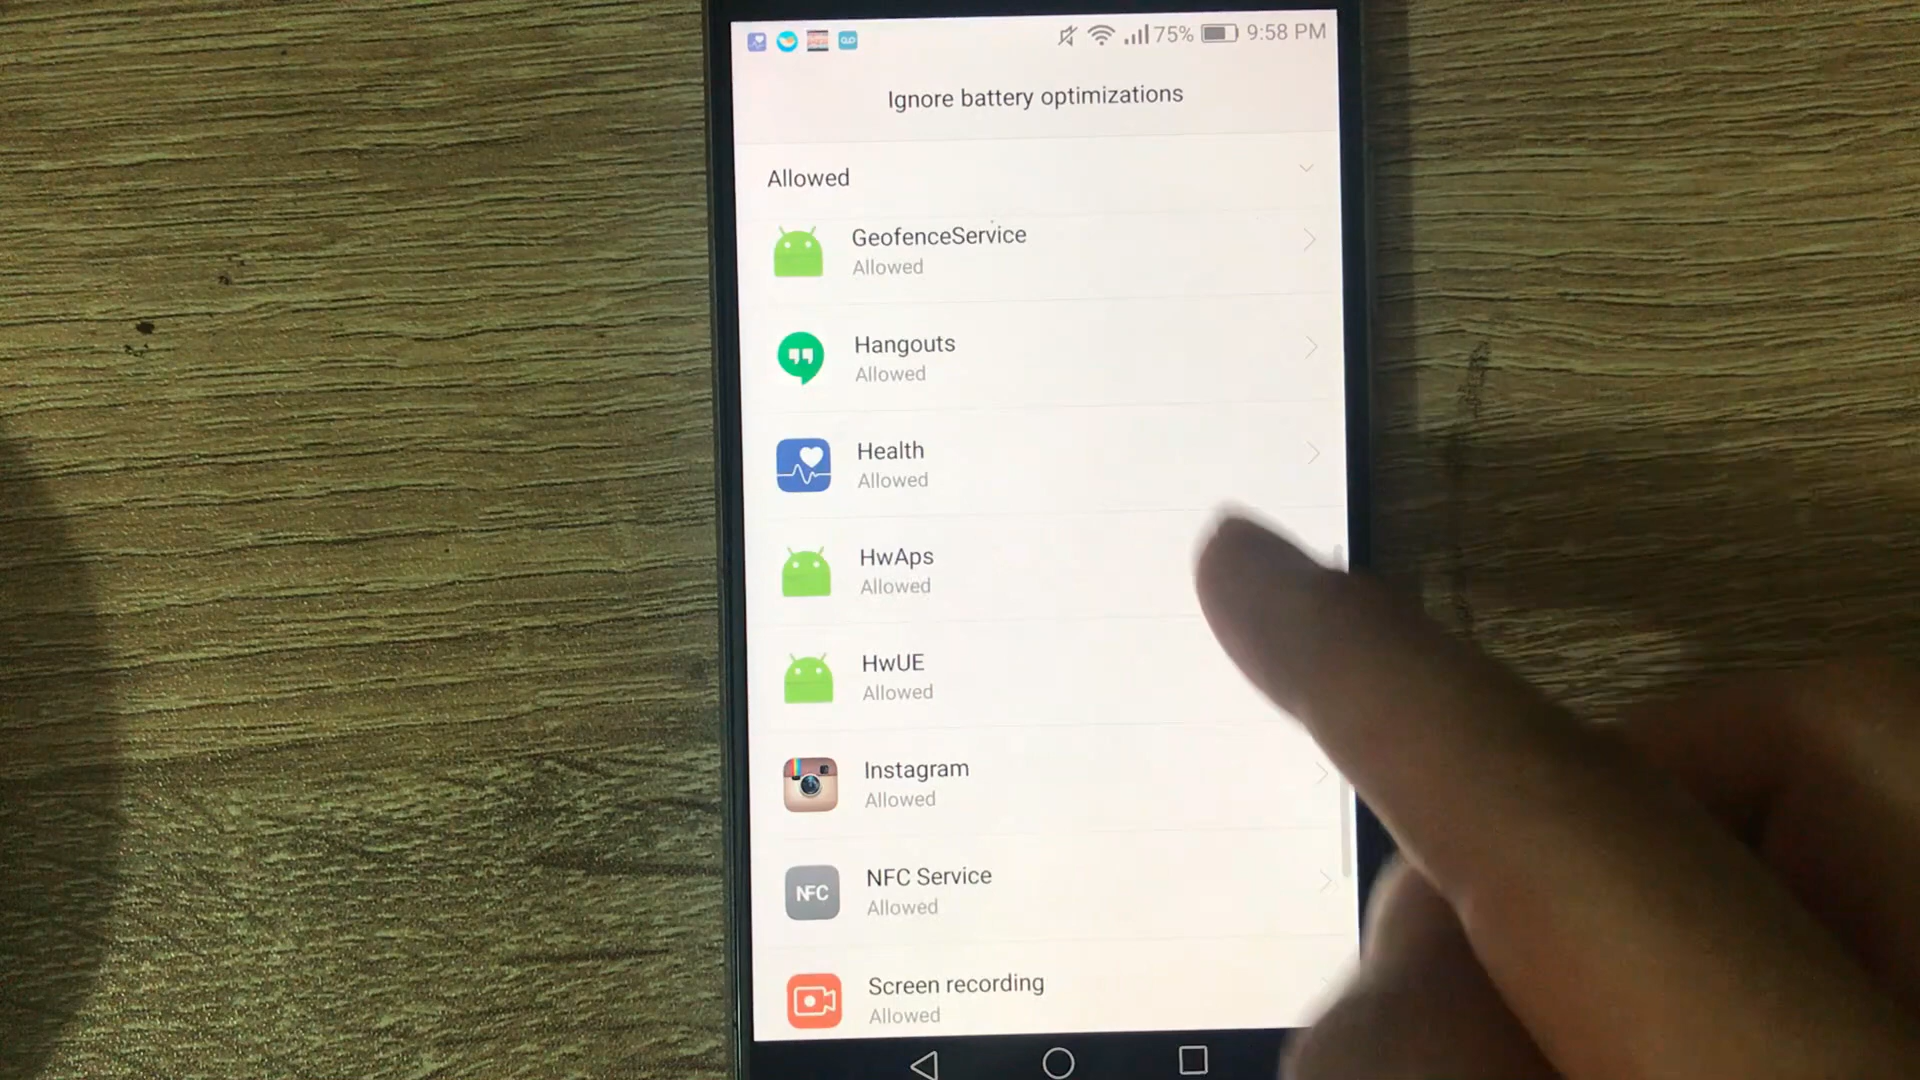 75% 9:58 PM
Ignore battery optimizations
Allowed
GeofenceService
Allowed
Hangouts
Allowed
Health
Allowed
HwAps
Allowed
HwUE
Allowed
Instagram
Allowed
NFC
NFC Service
Allowed
Screen recording
Allowed